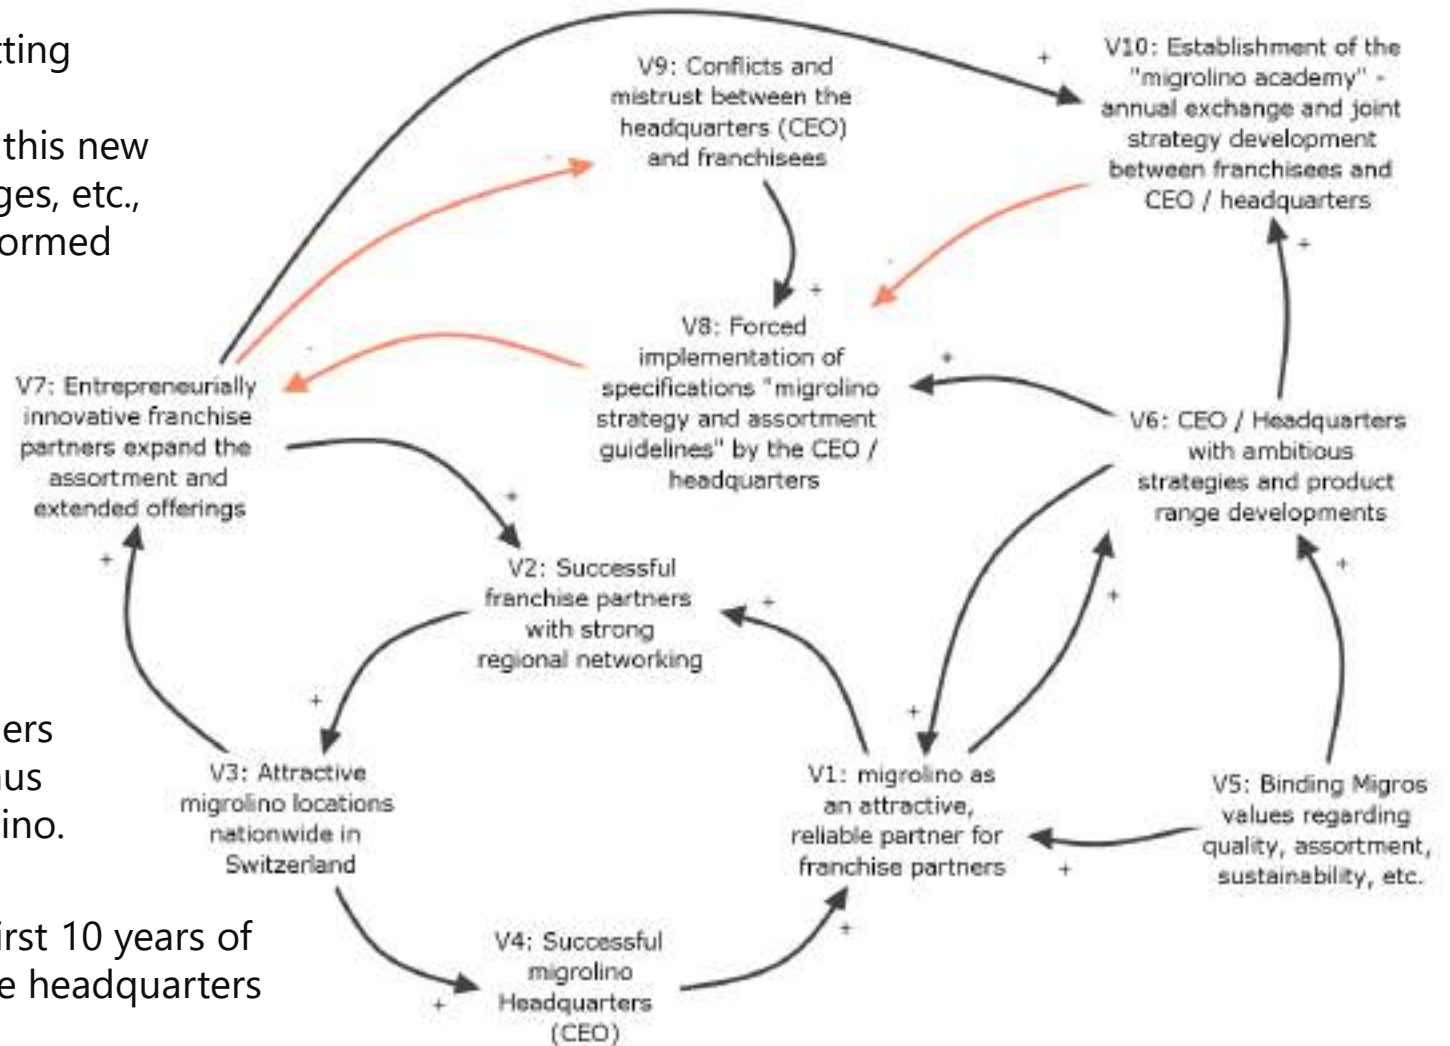 this new
ges, etc.,
ormed
ers
ino.
irst 10 years of
e headquarters
V9: Conflicts and
mistrust between the
headquarters (CEO)
and franchisees
V10: Establishment of the
"migrolino academy" -
annual exchange and joint
strategy development
between franchisees and
CEO / headquarters
V8: Forced
implementation of
specifications "migrolino
strategy and assortment
guidelines" by the CEO /
headquarters
V7: Entrepreneurially
innovative franchise
partners expand the
assortment and
extended offerings
V6: CEO / Headquarters
with ambitious
strategies and product
range developments
V2: Successful
franchise partners
with strong
regional networking
V3: Attractive
migrolino locations
nationwide in
Switzerland
V1: migrolino as
an attractive,
reliable partner for
franchise partners
V5: Binding Migros
values regarding
quality, assortment,
sustainability, etc.
V4: Successful
migrolino
Headquarters
(CEO)